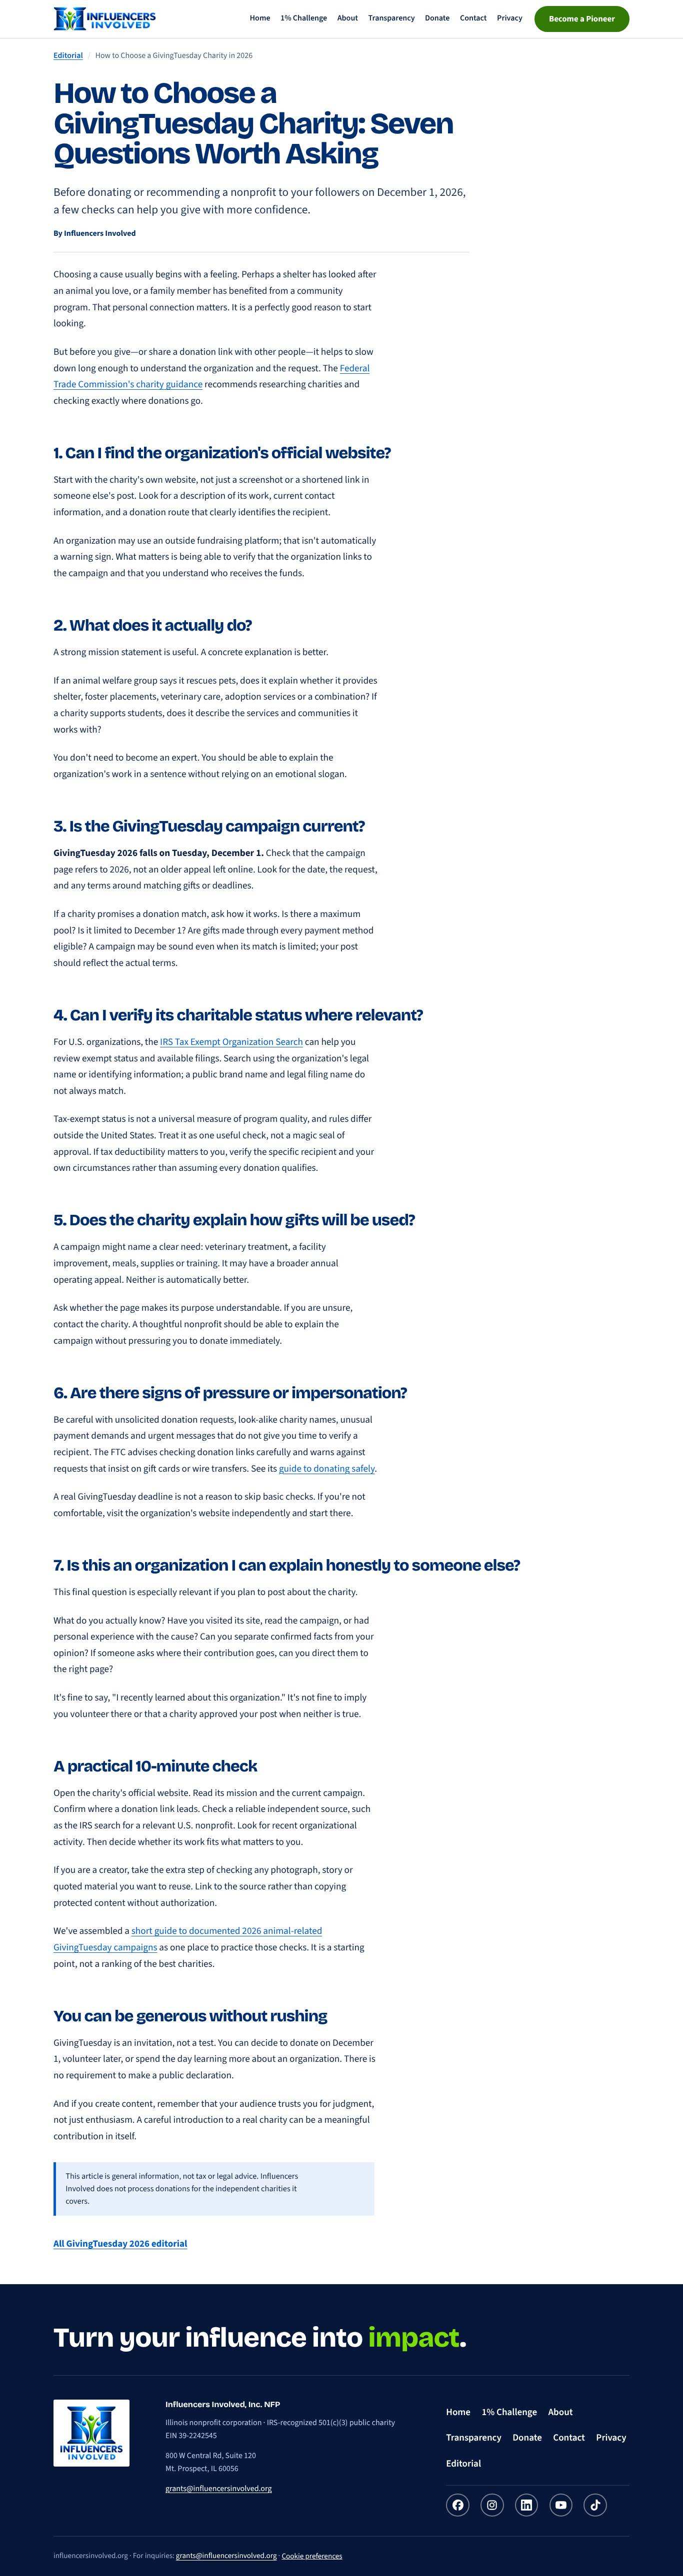 INFLUENCERS
INVOLVED
Home 1% Challenge About Transparency Donate Contact Privacy Become a Pioneer
Editorial / How to Choose a GivingTuesday Charity in 2026
How to Choose a
GivingTuesday Charity: Seven
Questions Worth Asking
Before donating or recommending a nonprofit to your followers on December 1, 2026,
a few checks can help you give with more confidence.
By Influencers Involved
Choosing a cause usually begins with a feeling. Perhaps a shelter has looked after
an animal you love, or a family member has benefited from a community
program. That personal connection matters. It is a perfectly good reason to start
looking.
But before you give—or share a donation link with other people—it helps to slow
down long enough to understand the organization and the request. The Federal
Trade Commission's charity guidance recommends researching charities and
checking exactly where donations go.
1. Can I find the organization's official website?
Start with the charity's own website, not just a screenshot or a shortened link in
someone else's post. Look for a description of its work, current contact
information, and a donation route that clearly identifies the recipient.
An organization may use an outside fundraising platform; that isn't automatically
a warning sign. What matters is being able to verify that the organization links to
the campaign and that you understand who receives the funds.
2. What does it actually do?
A strong mission statement is useful. A concrete explanation is better.
If an animal welfare group says it rescues pets, does it explain whether it provides
shelter, foster placements, veterinary care, adoption services or a combination? If
a charity supports students, does it describe the services and communities it
works with?
You don't need to become an expert. You should be able to explain the
organization's work in a sentence without relying on an emotional slogan.
3. Is the GivingTuesday campaign current?
GivingTuesday 2026 falls on Tuesday, December 1. Check that the campaign
page refers to 2026, not an older appeal left online. Look for the date, the request,
and any terms around matching gifts or deadlines.
If a charity promises a donation match, ask how it works. Is there a maximum
pool? Is it limited to December 1? Are gifts made through every payment method
eligible? A campaign may be sound even when its match is limited; your post
should reflect the actual terms.
4. Can I verify its charitable status where relevant?
For U.S. organizations, the IRS Tax Exempt Organization Search can help you
review exempt status and available filings. Search using the organization's legal
name or identifying information; a public brand name and legal filing name do
not always match.
Tax-exempt status is not a universal measure of program quality, and rules differ
outside the United States. Treat it as one useful check, not a magic seal of
approval. If tax deductibility matters to you, verify the specific recipient and your
own circumstances rather than assuming every donation qualifies.
5. Does the charity explain how gifts will be used?
A campaign might name a clear need: veterinary treatment, a facility
improvement, meals, supplies or training. It may have a broader annual
operating appeal. Neither is automatically better.
Ask whether the page makes its purpose understandable. If you are unsure,
contact the charity. A thoughtful nonprofit should be able to explain the
campaign without pressuring you to donate immediately.
6. Are there signs of pressure or impersonation?
Be careful with unsolicited donation requests, look-alike charity names, unusual
payment demands and urgent messages that do not give you time to verify a
recipient. The FTC advises checking donation links carefully and warns against
requests that insist on gift cards or wire transfers. See its guide to donating safely.
A real GivingTuesday deadline is not a reason to skip basic checks. If you're not
comfortable, visit the organization's website independently and start there.
7. Is this an organization I can explain honestly to someone else?
This final question is especially relevant if you plan to post about the charity.
What do you actually know? Have you visited its site, read the campaign, or had
personal experience with the cause? Can you separate confirmed facts from your
opinion? If someone asks where their contribution goes, can you direct them to
the right page?
It's fine to say, "I recently learned about this organization." It's not fine to imply
you volunteer there or that a charity approved your post when neither is true.
A practical 10-minute check
Open the charity's official website. Read its mission and the current campaign.
Confirm where a donation link leads. Check a reliable independent source, such
as the IRS search for a relevant U.S. nonprofit. Look for recent organizational
activity. Then decide whether its work fits what matters to you.
If you are a creator, take the extra step of checking any photograph, story or
quoted material you want to reuse. Link to the source rather than copying
protected content without authorization.
We've assembled a short guide to documented 2026 animal-related
GivingTuesday campaigns as one place to practice those checks. It is a starting
point, not a ranking of the best charities.
You can be generous without rushing
GivingTuesday is an invitation, not a test. You can decide to donate on December
1, volunteer later, or spend the day learning more about an organization. There is
no requirement to make a public declaration.
And if you create content, remember that your audience trusts you for judgment,
not just enthusiasm. A careful introduction to a real charity can be a meaningful
contribution in itself.
This article is general information, not tax or legal advice. Influencers
Involved does not process donations for the independent charities it
covers.
All GivingTuesday 2026 editorial
Turn your influence into impact.
INFLUENCERS
INVOLVED
Influencers Involved, Inc. NFP
Illinois nonprofit corporation · IRS-recognized 501(c)(3) public charity
EIN 39-2242545
800 W Central Rd, Suite 120
Mt. Prospect, IL 60056
grants@influencersinvolved.org
Home 1% Challenge About
Transparency Donate Contact Privacy
Editorial
influencersinvolved.org · For inquiries: grants@influencersinvolved.org · Cookie preferences